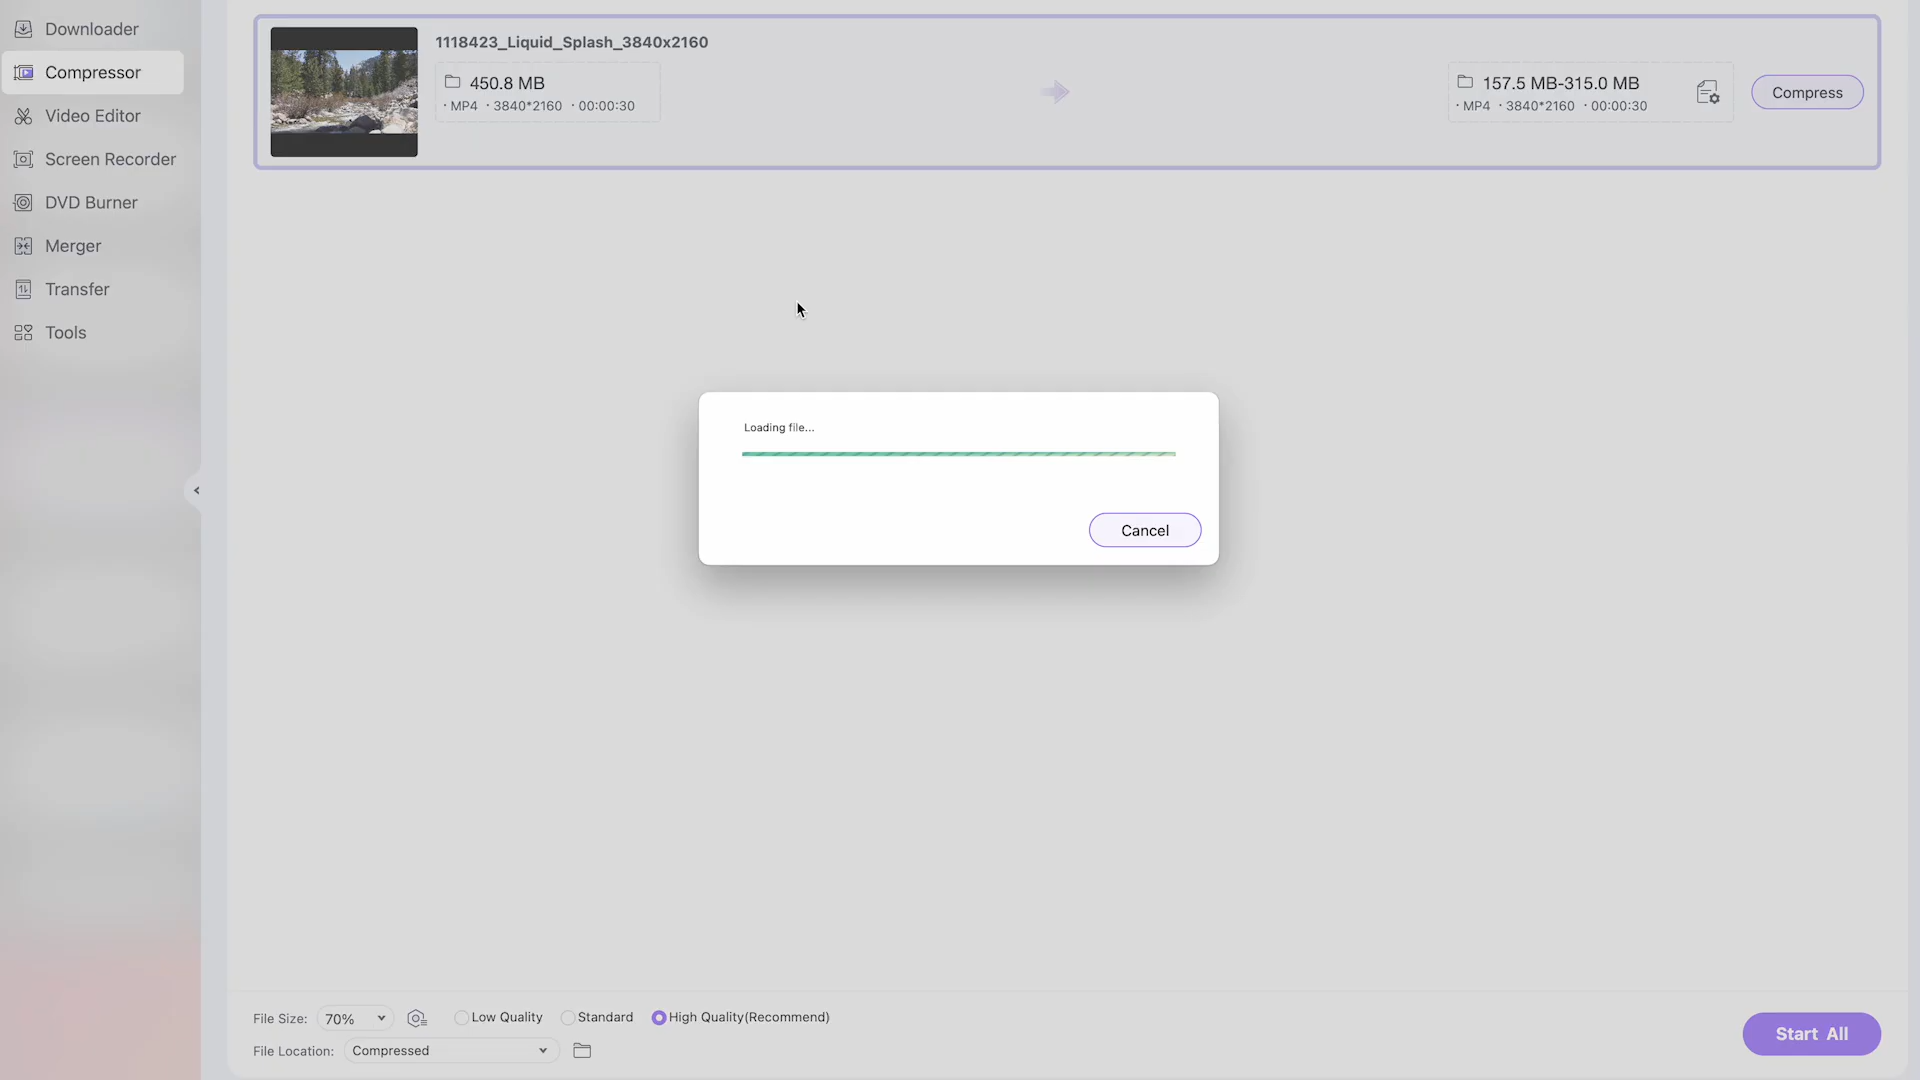 Downloader
Compressor
Video Editor
Screen Recorder
DVD Burner
Merger
Transfer
Tools
1118423_Liquid_Splash_3840x2160
450.8 MB
· MP4 · 3840*2160 · 00:00:30
157.5 MB-315.0 MB
· MP4 · 3840*2160 · 00:00:30
Compress
Loading file...
Cancel
File Size: 70% Low Quality Standard High Quality(Recommend)
File Location: Compressed
Start All